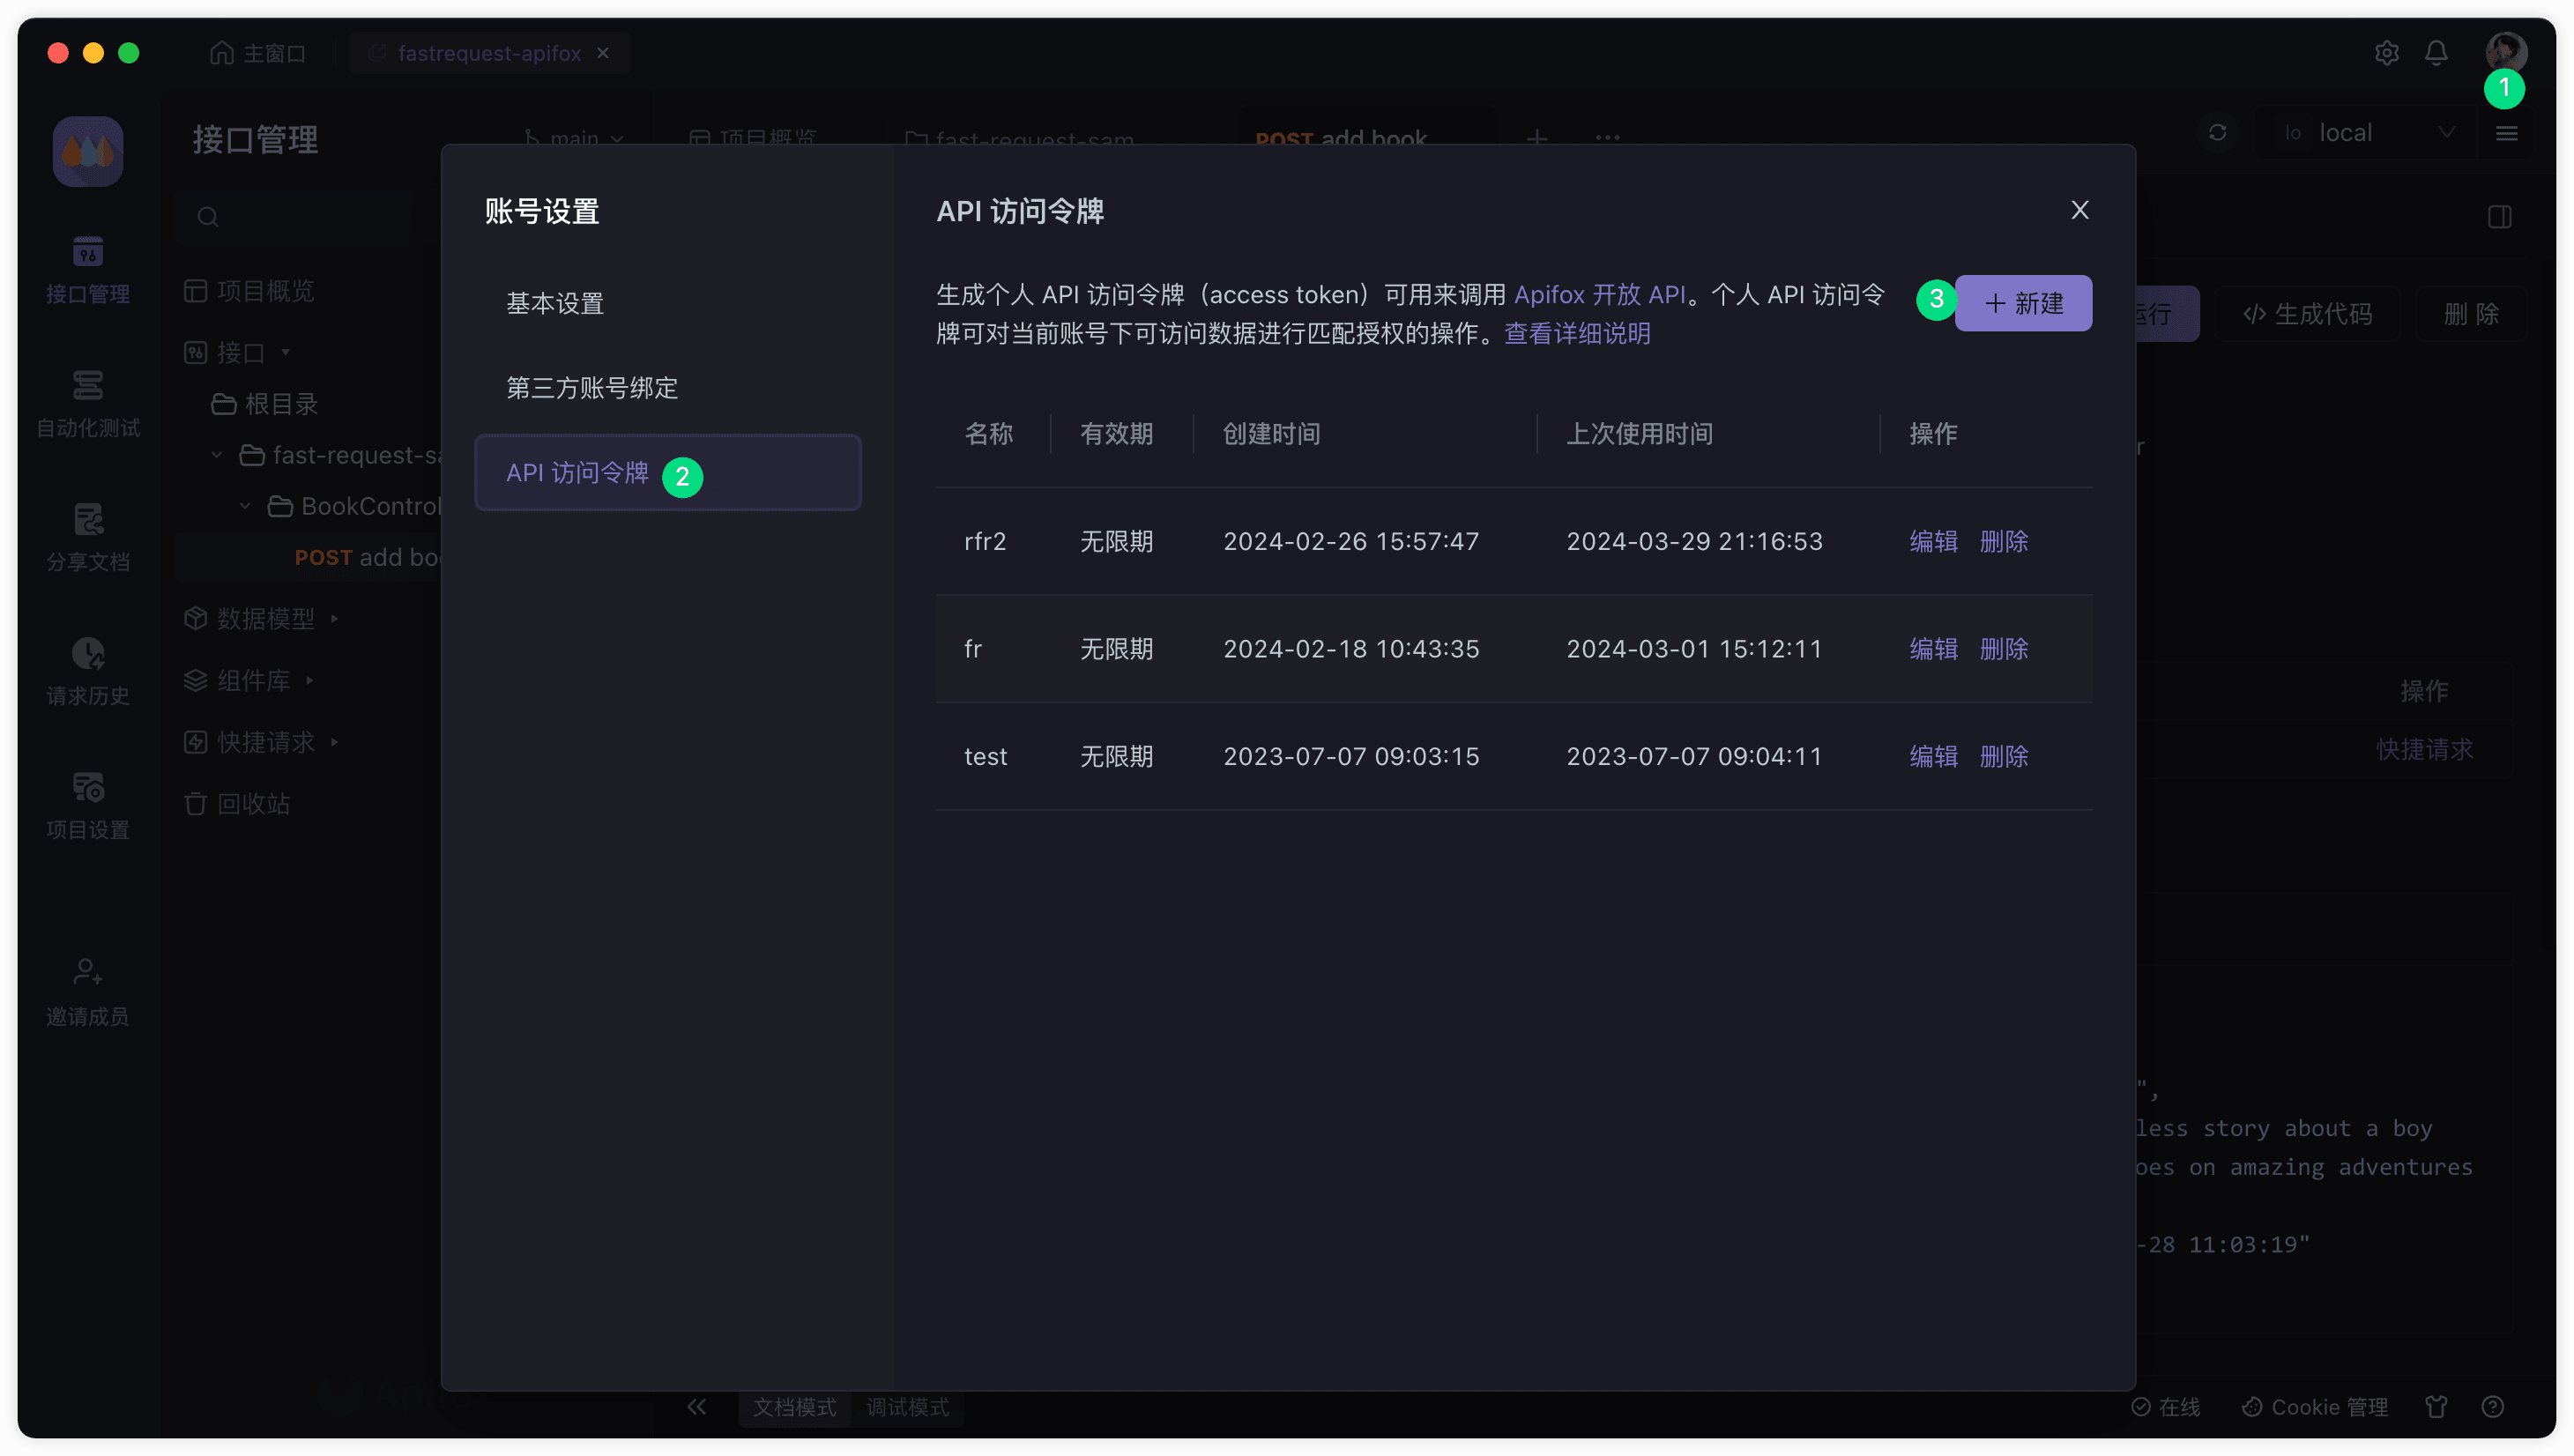 主窗口
fastrequest-apifox
1
接口管理
main
项目概览
fast-request-sam
POST add book
lo local
接口管理
自动化测试
分享文档
请求历史
项目设置
邀请成员
项目概览
接口
根目录
fast-request-sa
BookControl
POST add boo
数据模型
组件库
快捷请求
回收站
账号设置
基本设置
第三方账号绑定
API 访问令牌 2
API 访问令牌
生成个人 API 访问令牌（access token）可用来调用 Apifox 开放 API。个人 API 访问令
牌可对当前账号下可访问数据进行匹配授权的操作。查看详细说明
3 新建
名称 有效期 创建时间 上次使用时间 操作
rfr2 无限期 2024-02-26 15:57:47 2024-03-29 21:16:53 编辑 删除
fr 无限期 2024-02-18 10:43:35 2024-03-01 15:12:11 编辑 删除
test 无限期 2023-07-07 09:03:15 2023-07-07 09:04:11 编辑 删除
运行 生成代码 删 除
r
操作
快捷请求
",
less story about a boy
oes on amazing adventures
-28 11:03:19"
文档模式 调试模式
在线 Cookie 管理